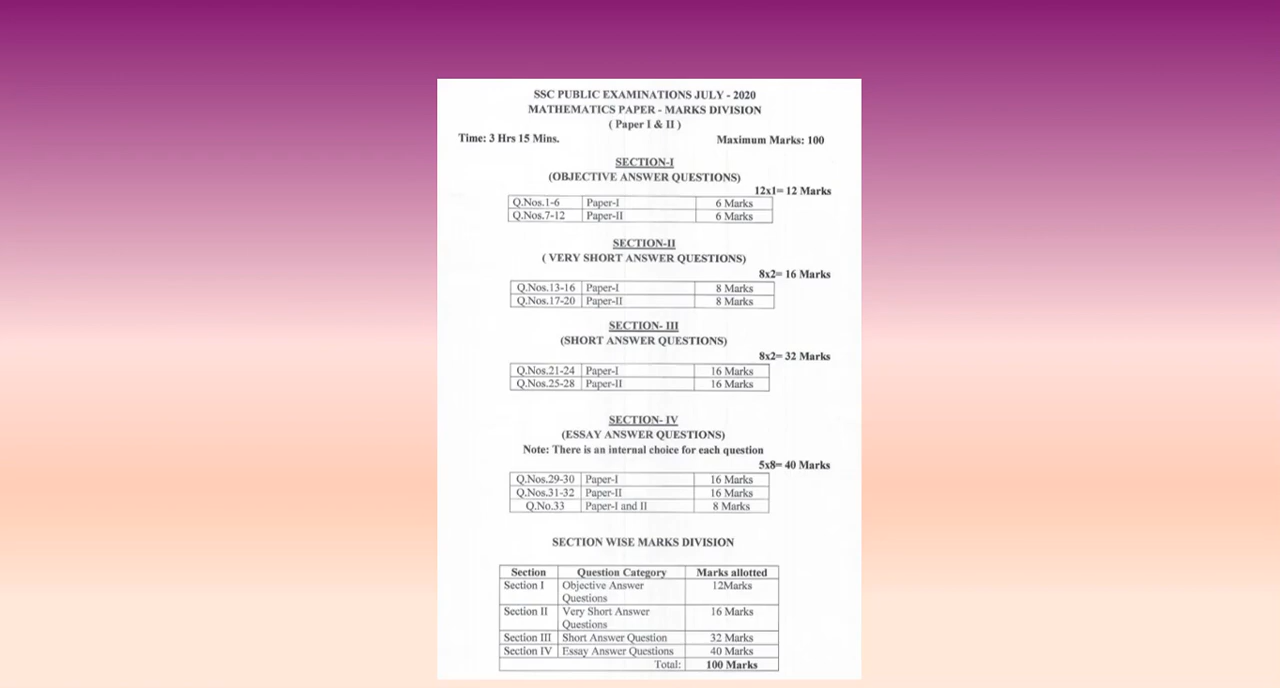 SSC PUBLIC EXAMINATIONS JULY - 2020
MATHEMATICS PAPER - MARKS DIVISION
( Paper I & II )
Time: 3 Hrs 15 Mins. Maximum Marks: 100
SECTION-I
(OBJECTIVE ANSWER QUESTIONS)
12x1= 12 Marks
Q.Nos.1-6 Paper-I 6 Marks
Q.Nos.7-12 Paper-II 6 Marks
SECTION-II
( VERY SHORT ANSWER QUESTIONS)
8x2= 16 Marks
Q.Nos.13-16 Paper-I 8 Marks
Q.Nos.17-20 Paper-II 8 Marks
SECTION- III
(SHORT ANSWER QUESTIONS)
8x2= 32 Marks
Q.Nos.21-24 Paper-I 16 Marks
Q.Nos.25-28 Paper-II 16 Marks
SECTION- IV
(ESSAY ANSWER QUESTIONS)
Note: There is an internal choice for each question
5x8= 40 Marks
Q.Nos.29-30 Paper-I 16 Marks
Q.Nos.31-32 Paper-II 16 Marks
Q.No.33 Paper-I and II 8 Marks
SECTION WISE MARKS DIVISION
Section Question Category Marks allotted
Section I Objective Answer 12Marks
Questions
Section II Very Short Answer 16 Marks
Questions
Section III Short Answer Question 32 Marks
Section IV Essay Answer Questions 40 Marks
Total: 100 Marks